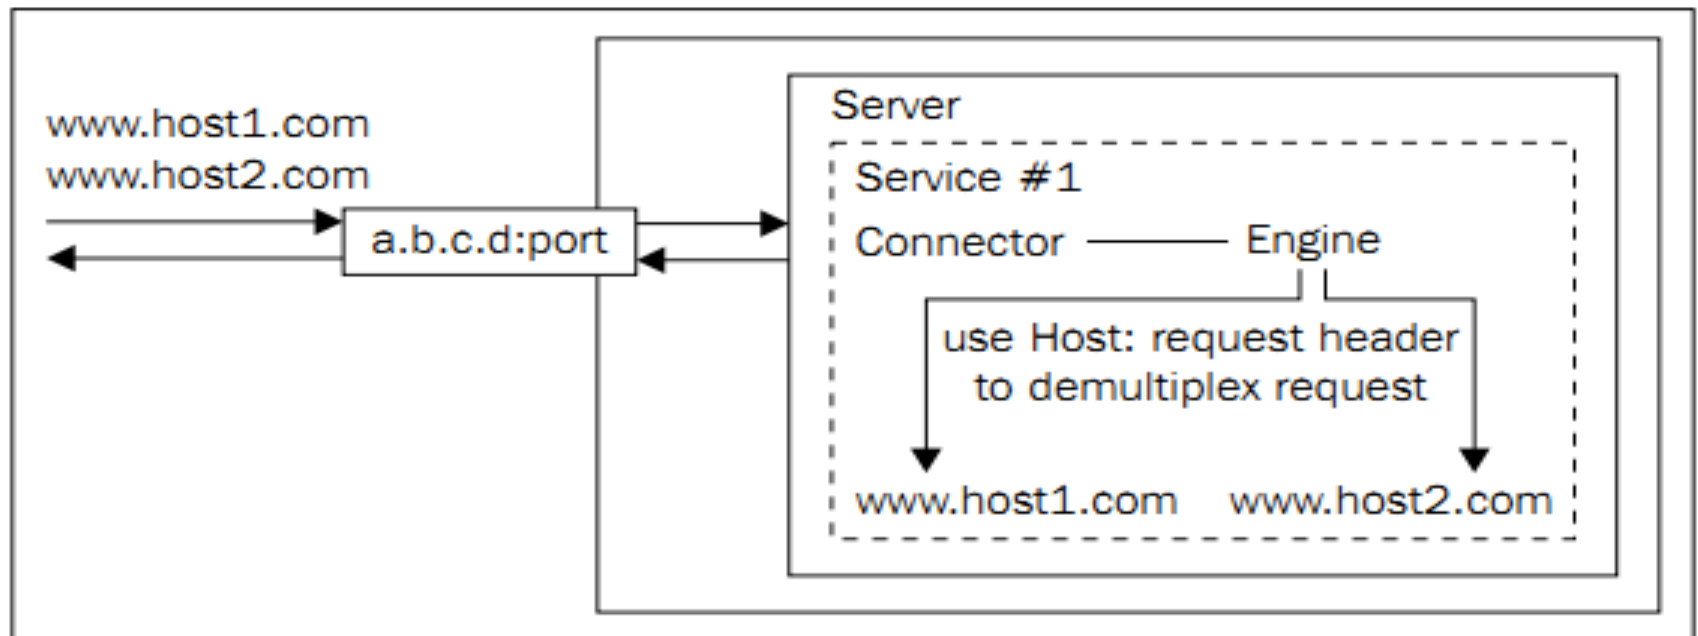 www.host1.com
www.host2.com
a.b.c.d:port
Server
Service #1
Connector
Engine
use Host: request header
to demultiplex request
www.host1.com
www.host2.com